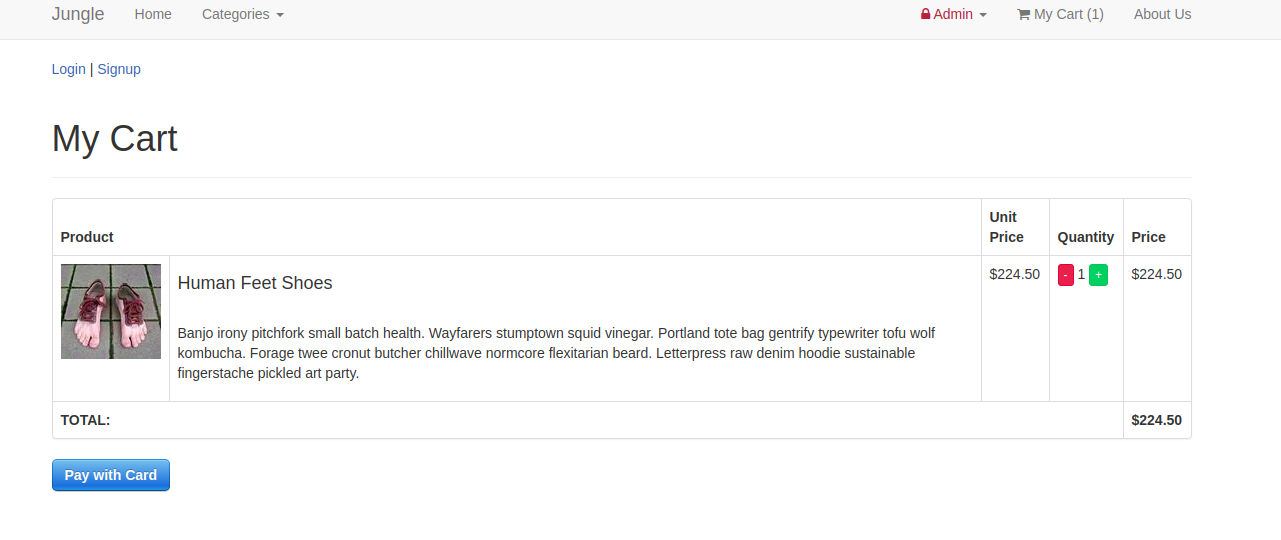 Jungle Home Categories Admin My Cart (1) About Us
Login | Signup
My Cart
Product Unit Price Quantity Price
Human Feet Shoes $224.50 - 1 + $224.50
Banjo irony pitchfork small batch health. Wayfarers stumptown squid vinegar. Portland tote bag gentrify typewriter tofu wolf
kombucha. Forage twee cronut butcher chillwave normcore flexitarian beard. Letterpress raw denim hoodie sustainable
fingerstache pickled art party.
TOTAL: $224.50
Pay with Card